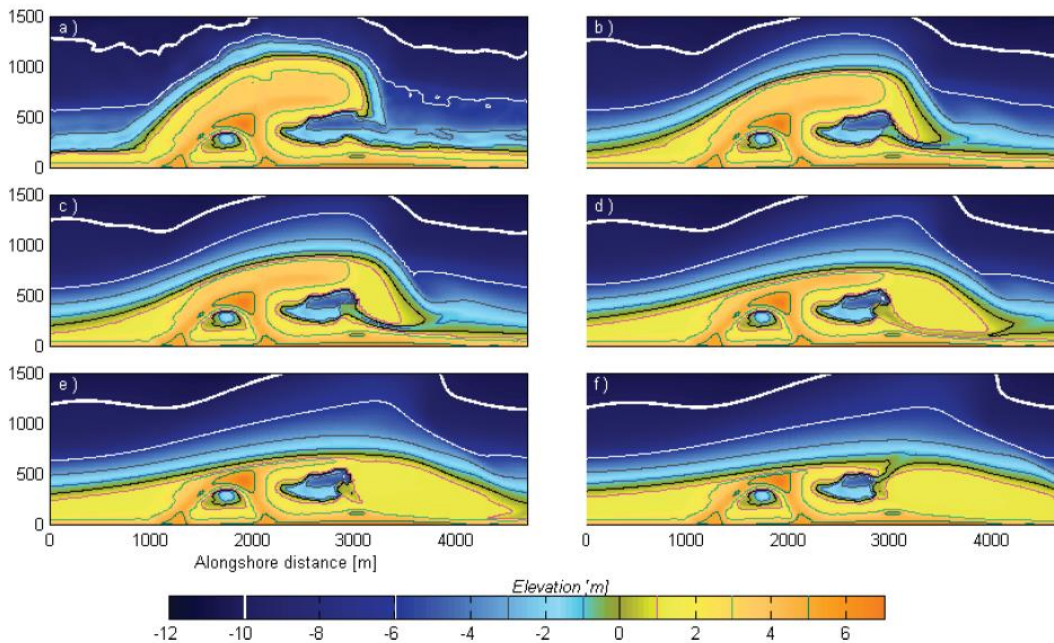 1500 a ) b )
1000
500
0
1500 c ) d )
1000
500
0
1500 e ) f )
1000
500
0
0 1000 2000 3000 4000 0 1000 2000 3000 4000
Alongshore distance [m]
Elevation [m]
-12 -10 -8 -6 -4 -2 0 2 4 6